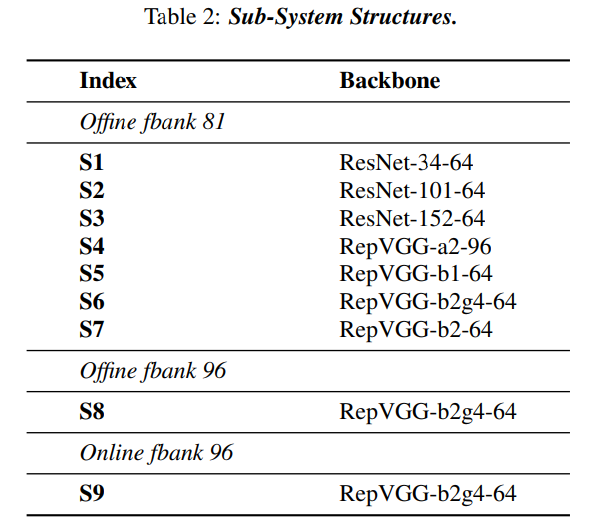 Table 2: Sub-System Structures.
Index Backbone
Offine fbank 81
S1 ResNet-34-64
S2 ResNet-101-64
S3 ResNet-152-64
S4 RepVGG-a2-96
S5 RepVGG-b1-64
S6 RepVGG-b2g4-64
S7 RepVGG-b2-64
Offine fbank 96
S8 RepVGG-b2g4-64
Online fbank 96
S9 RepVGG-b2g4-64